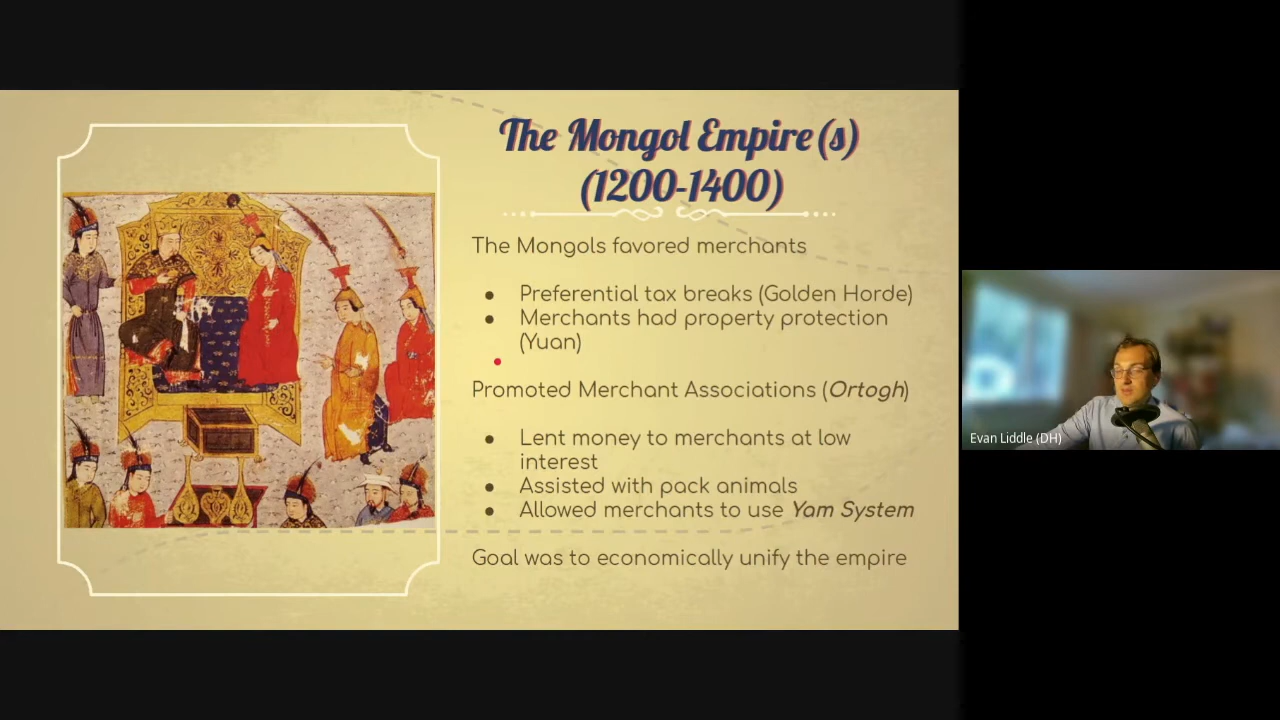 The Mongol Empire(s)
(1200-1400)
The Mongols favored merchants
● Preferential tax breaks (Golden Horde)
● Merchants had property protection
(Yuan)
Promoted Merchant Associations (Ortogh)
● Lent money to merchants at low
interest
● Assisted with pack animals
● Allowed merchants to use Yam System
Goal was to economically unify the empire
Evan Liddle (DH)